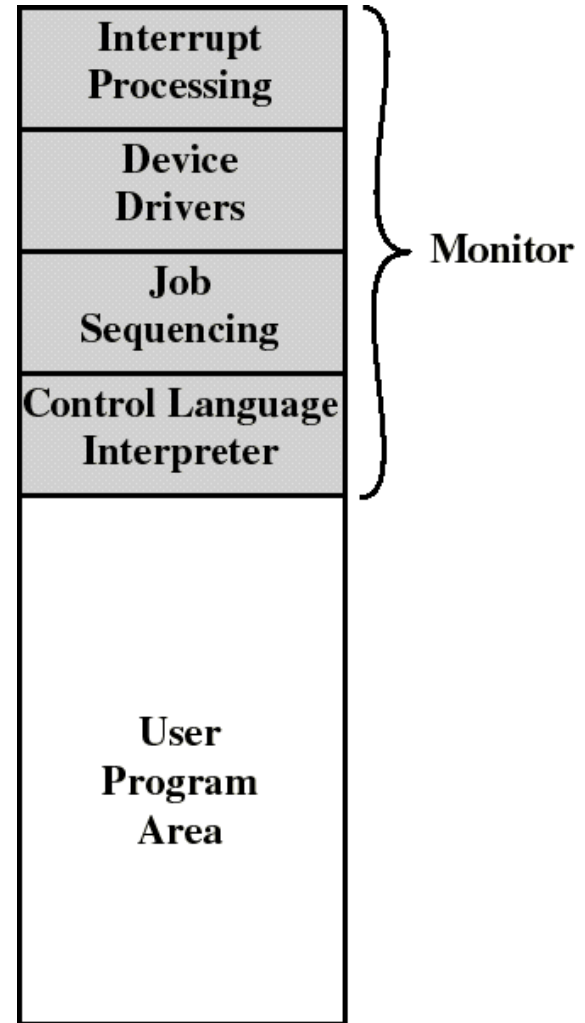 Interrupt
Processing
Device
Drivers
Monitor
Job
Sequencing
Control Language
Interpreter
User
Program
Area